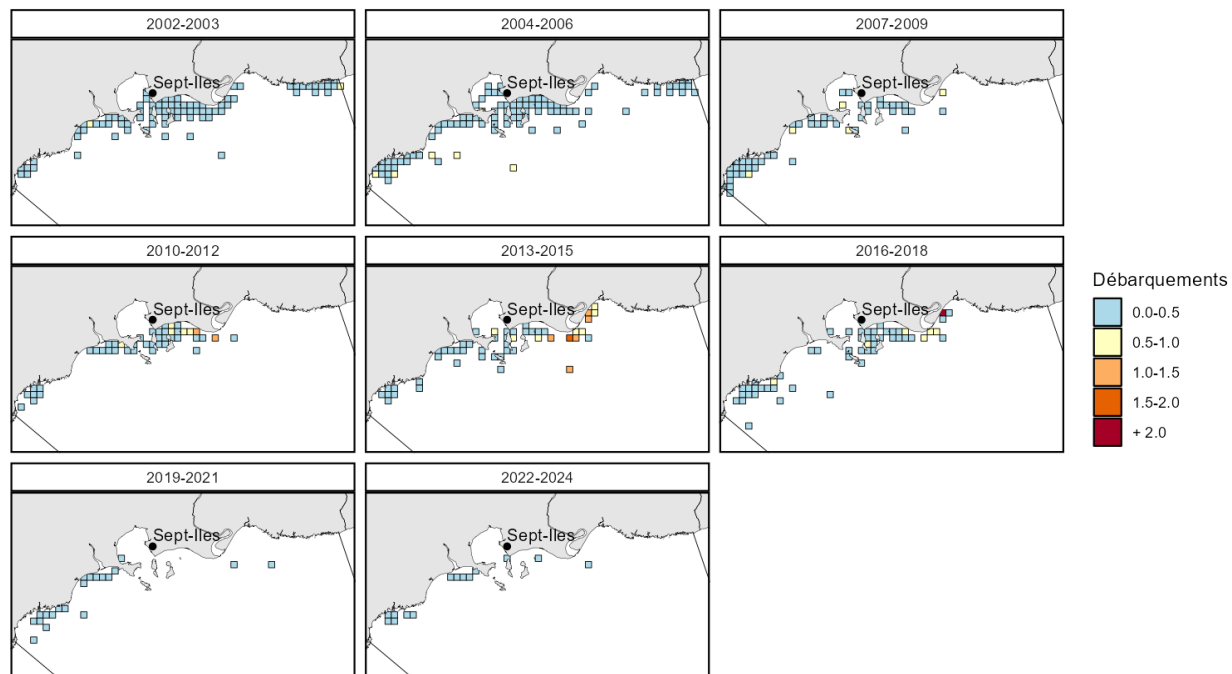 2002-2003
2004-2006
2007-2009
Sept-Iles
Sept-Iles
Sept-Iles
2010-2012
2013-2015
2016-2018
Sept-Iles
Sept-Iles
Sept-Iles
Débarquements
0.0-0.5
0.5-1.0
1.0-1.5
1.5-2.0
+ 2.0
2019-2021
2022-2024
Sept-Iles
Sept-Iles